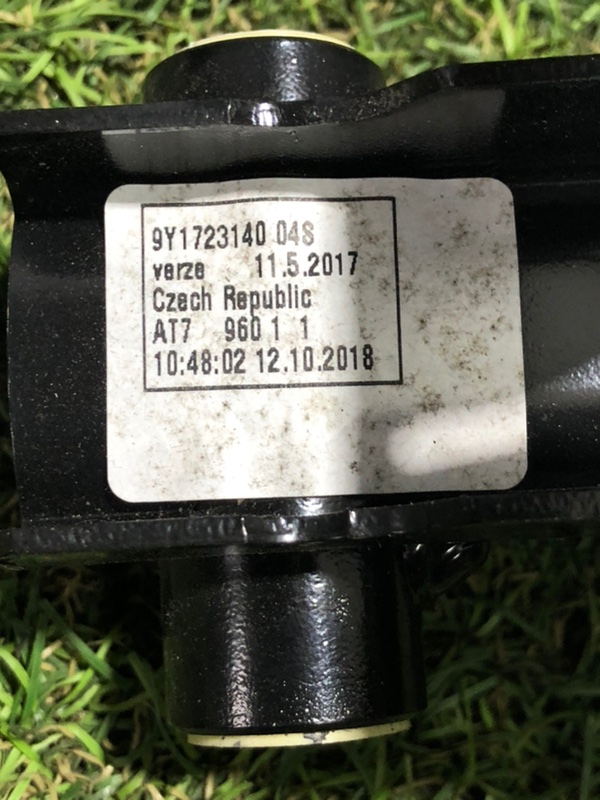 9Y1723140 04S
verze 11.5.2017
Czech Republic
AT7 960 1 1
10:48:02 12.10.2018